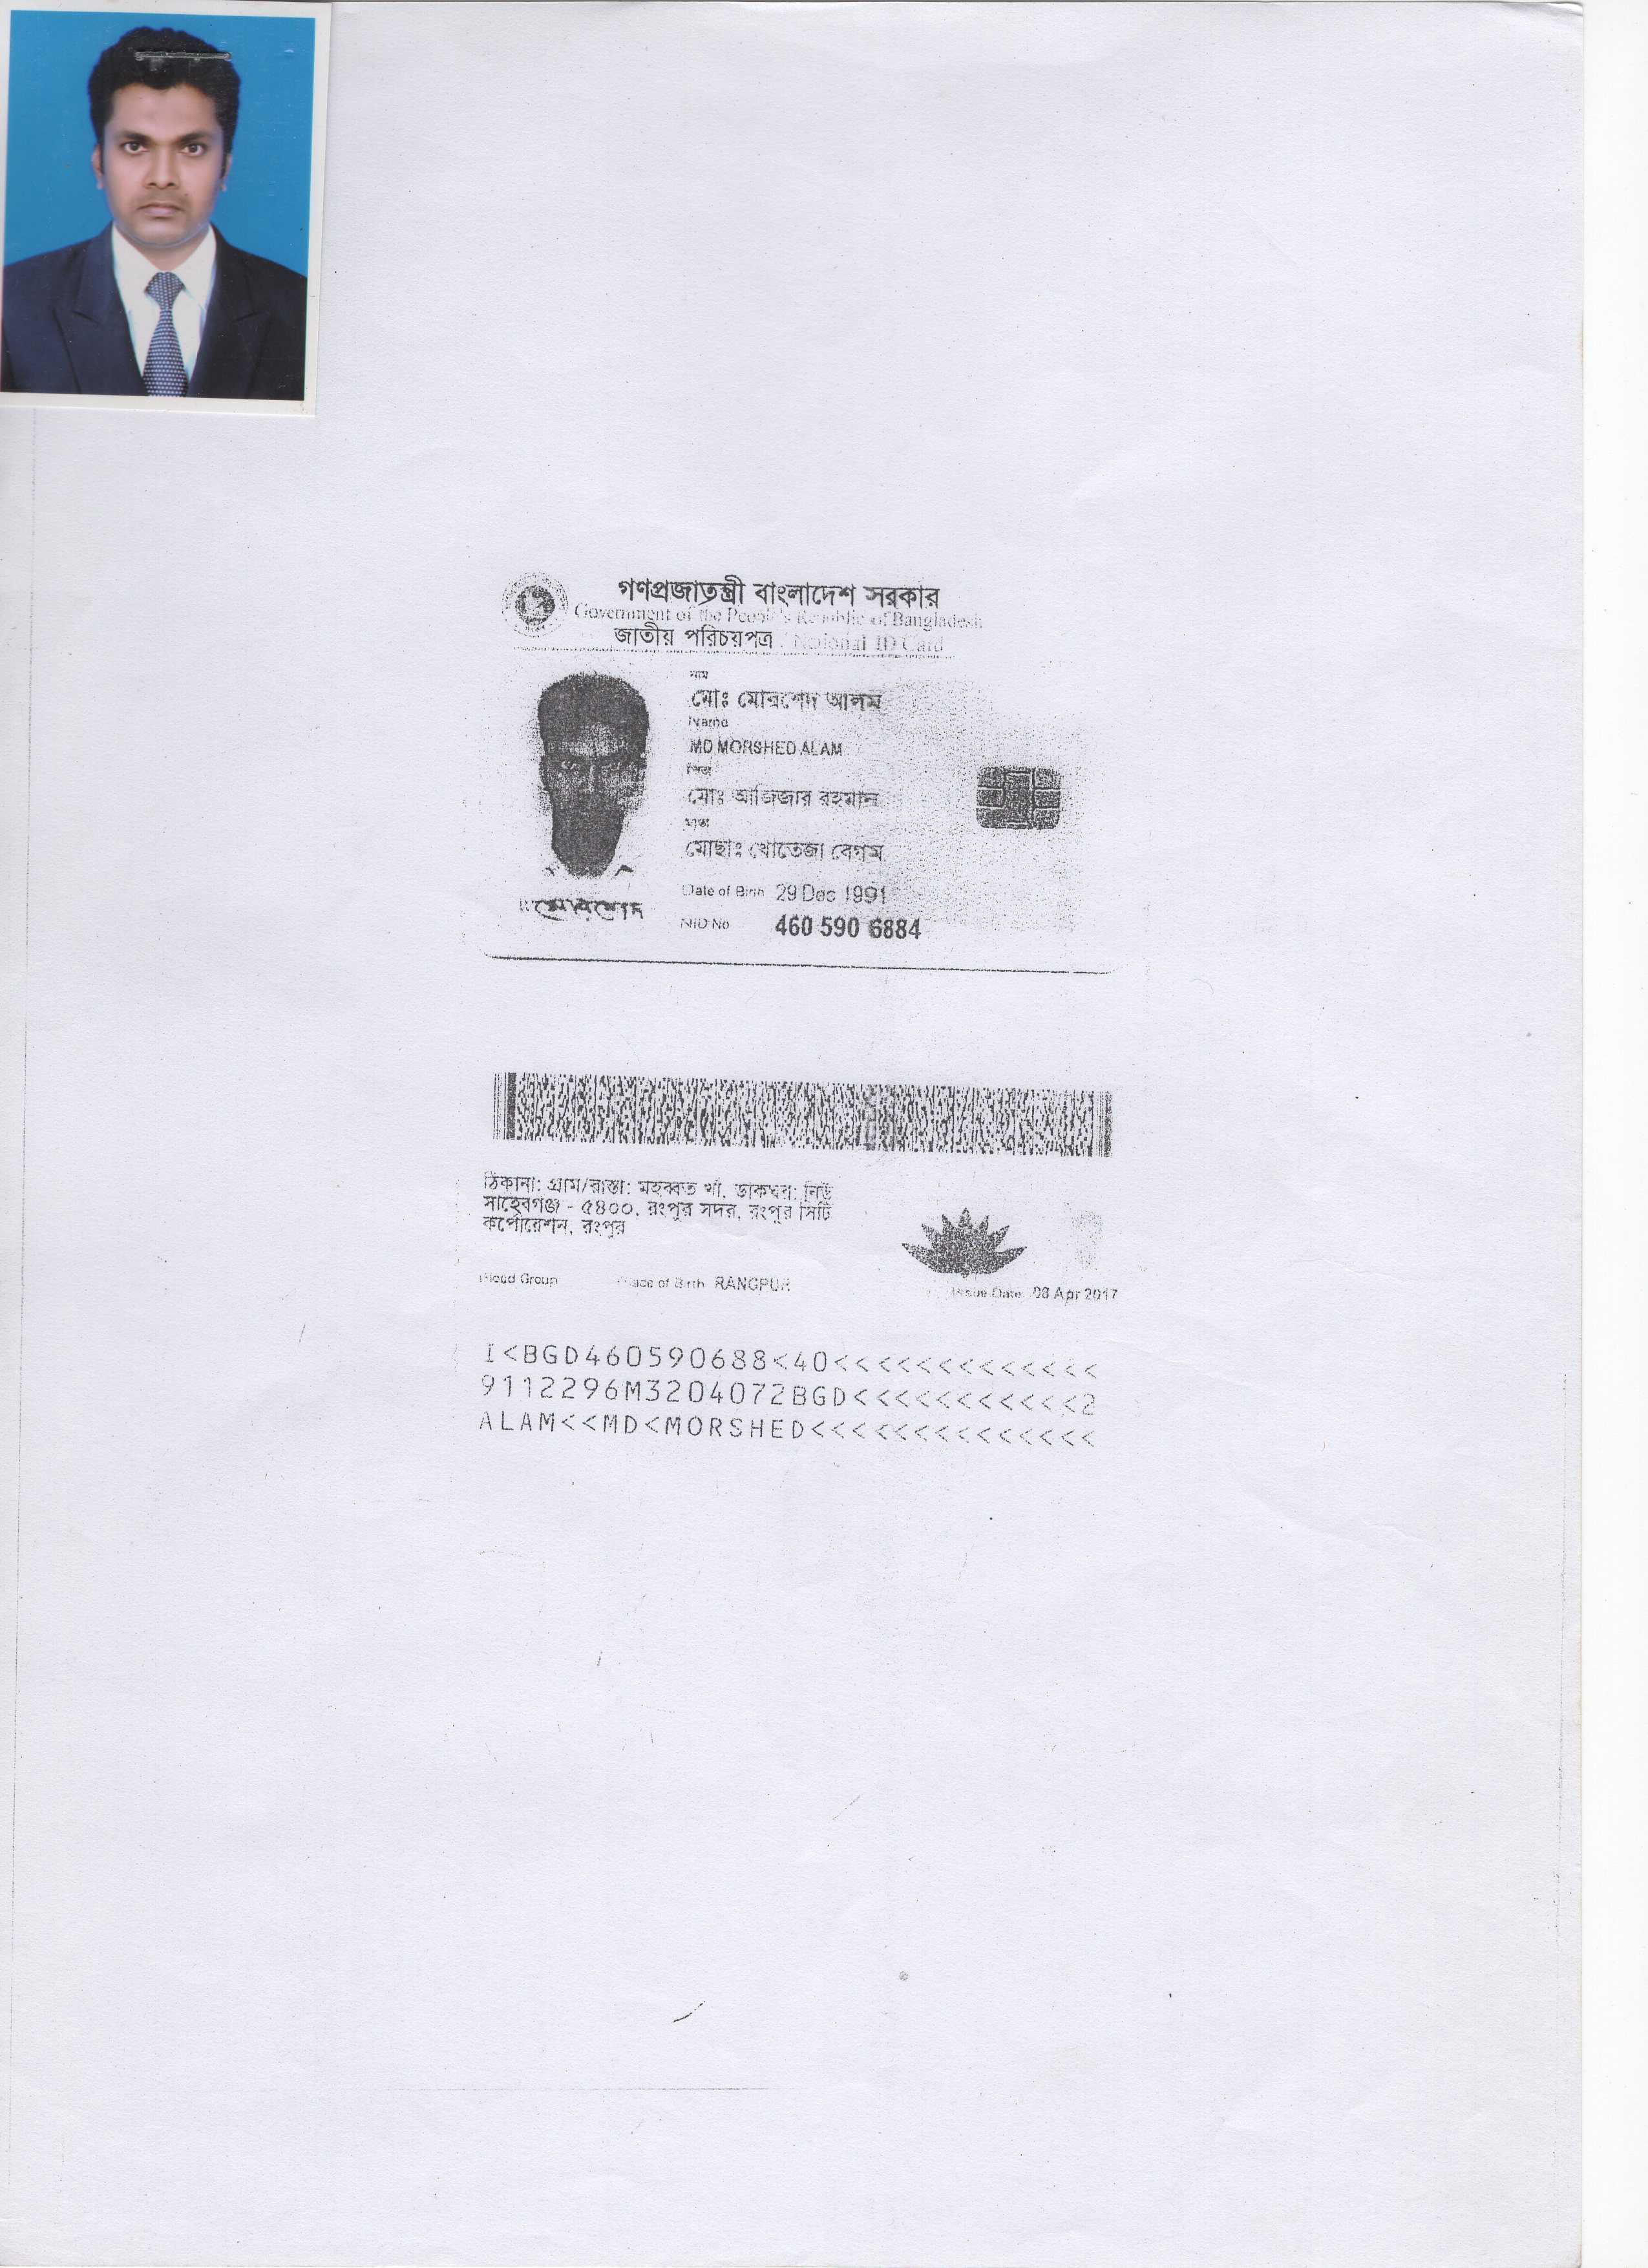 গণপ্রজাতন্ত্রী বাংলাদেশ সরকার
Government of the People's Republic of Bangladesh
জাতীয় পরিচয়পত্র / National ID Card
নাম
মোঃ মোরশেদ আলম
Name
MD MORSHED ALAM
পিতা
মোঃ আজিজার রহমান
মাতা
মোছাঃ খোতেজা বেগম
Date of Birth 29 Dec 1991
মোরশেদ
NID No 460 590 6884
ঠিকানা: গ্রাম/রাস্তা: মহব্বত খাঁ, ডাকঘর: নিউ
সাহেবগঞ্জ - ৫৪০০, রংপুর সদর, রংপুর সিটি
কর্পোরেশন, রংপুর
Blood Group Place of Birth RANGPUR Issue Date 08 Apr 2017
I<BGD460590688<40<<<<<<<<<<<<<
9112296M3204072BGD<<<<<<<<<<<2
ALAM<<MD<MORSHED<<<<<<<<<<<<<<